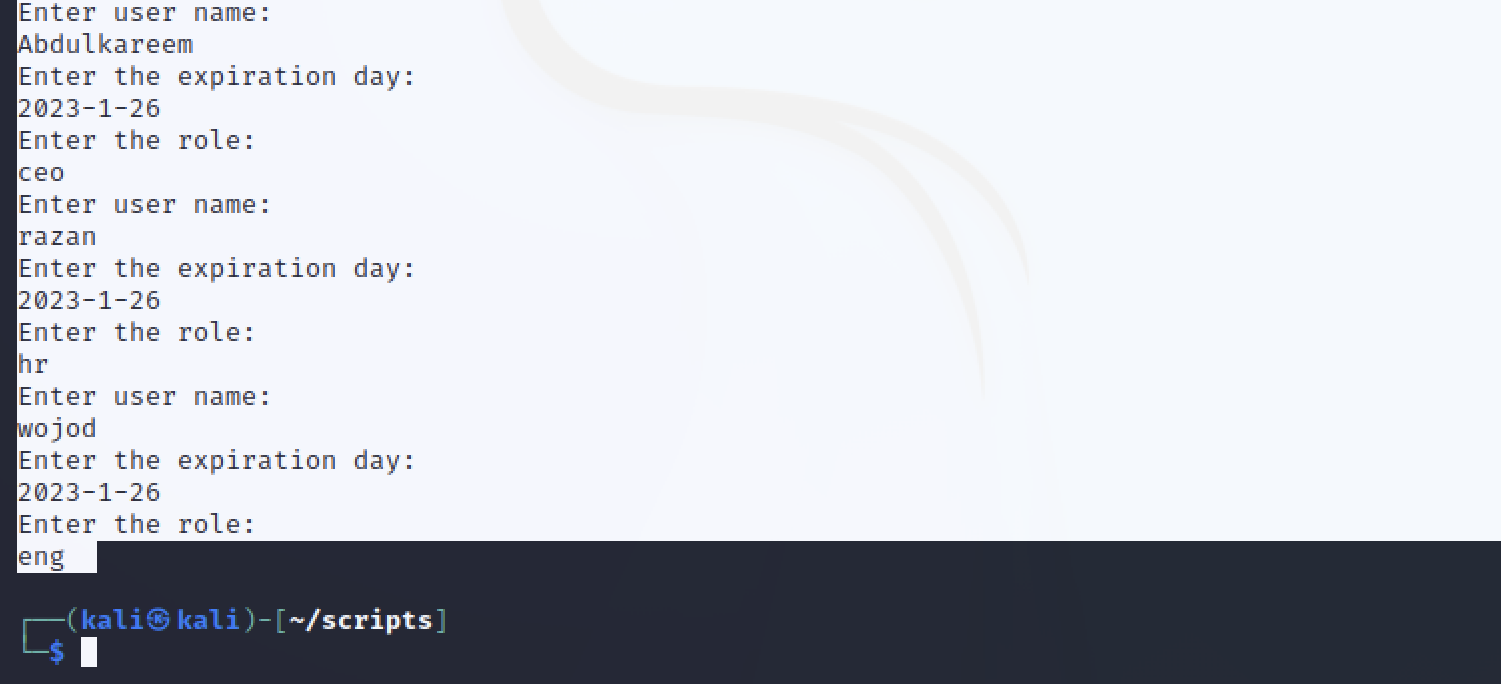 Enter user name:
Abdulkareem
Enter the expiration day:
2023-1-26
Enter the role:
ceo
Enter user name:
razan
Enter the expiration day:
2023-1-26
Enter the role:
hr
Enter user name:
wojod
Enter the expiration day:
2023-1-26
Enter the role:
eng
┌──(kali㉿kali)-[~/scripts]
└─$